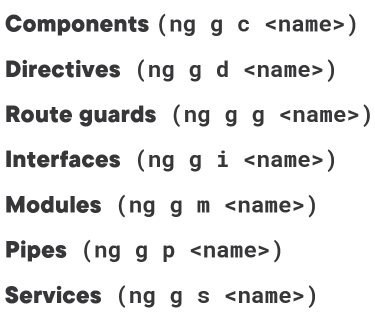 Components (ng g c <name>)
Directives (ng g d <name>)
Route guards (ng g g <name>)
Interfaces (ng g i <name>)
Modules (ng g m <name>)
Pipes (ng g p <name>)
Services (ng g s <name>)